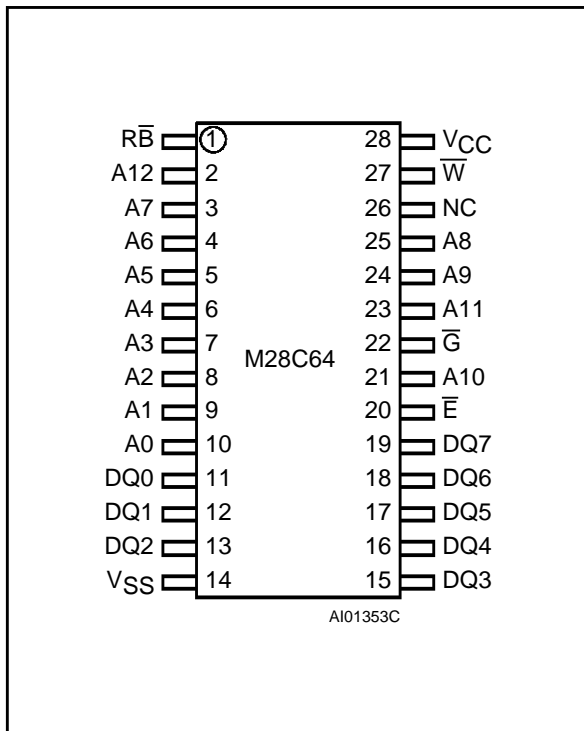 RB̅ 1 28 VCC
A12 2 27 W̅
A7 3 26 NC
A6 4 25 A8
A5 5 24 A9
A4 6 23 A11
A3 7 22 G̅
M28C64
A2 8 21 A10
A1 9 20 E̅
A0 10 19 DQ7
DQ0 11 18 DQ6
DQ1 12 17 DQ5
DQ2 13 16 DQ4
VSS 14 15 DQ3
AI01353C